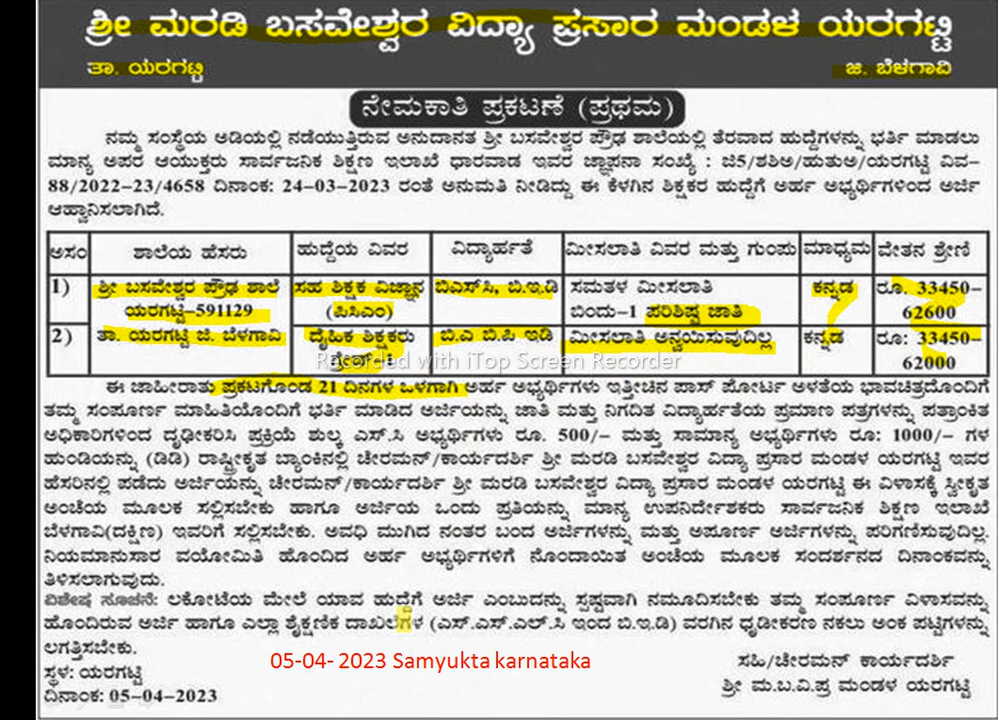 ಶ್ರೀ ಮರಡಿ ಬಸವೇಶ್ವರ ವಿದ್ಯಾ ಪ್ರಸಾರ ಮಂಡಳ ಯರಗಟ್ಟಿ
ತಾ. ಯರಗಟ್ಟಿ ಜಿ. ಬೆಳಗಾವಿ
ನೇಮಕಾತಿ ಪ್ರಕಟಣೆ (ಪ್ರಥಮ)
ನಮ್ಮ ಸಂಸ್ಥೆಯ ಅಡಿಯಲ್ಲಿ ನಡೆಯುತ್ತಿರುವ ಅನುದಾನತ ಶ್ರೀ ಬಸವೇಶ್ವರ ಪ್ರೌಢ ಶಾಲೆಯಲ್ಲಿ ತೆರವಾದ ಹುದ್ದೆಗಳನ್ನು ಭರ್ತಿ ಮಾಡಲು
ಮಾನ್ಯ ಅಪರ ಆಯುಕ್ತರು ಸಾರ್ವಜನಿಕ ಶಿಕ್ಷಣ ಇಲಾಖೆ ಧಾರವಾಡ ಇವರ ಜ್ಞಾಪನಾ ಸಂಖ್ಯೆ : ಜಿ5/ಶಶಿಅ/ಹುತುಅ/ಯರಗಟ್ಟಿ ವಿವ-
88/2022-23/4658 ದಿನಾಂಕ: 24-03-2023 ರಂತೆ ಅನುಮತಿ ನೀಡಿದ್ದು ಈ ಕೆಳಗಿನ ಶಿಕ್ಷಕರ ಹುದ್ದೆಗೆ ಅರ್ಹ ಅಭ್ಯರ್ಥಿಗಳಿಂದ ಅರ್ಜಿ
ಆಹ್ವಾನಿಸಲಾಗಿದೆ.
ಅಸಂ ಶಾಲೆಯ ಹೆಸರು ಹುದ್ದೆಯ ವಿವರ ವಿದ್ಯಾರ್ಹತೆ ಮೀಸಲಾತಿ ವಿವರ ಮತ್ತು ಗುಂಪು ಮಾಧ್ಯಮ ವೇತನ ಶ್ರೇಣಿ
1) ಶ್ರೀ ಬಸವೇಶ್ವರ ಪ್ರೌಢ ಶಾಲೆ ಸಹ ಶಿಕ್ಷಕ ವಿಜ್ಞಾನ ಬಿಎಸ್‌ಸಿ, ಬಿ.ಇ.ಡಿ ಸಮತಳ ಮೀಸಲಾತಿ ಕನ್ನಡ ರೂ. 33450-
ಯರಗಟ್ಟಿ-591129 (ಪಿಸಿಎಂ) ಬಿಂದು-1 ಪರಿಶಿಷ್ಟ ಜಾತಿ 62600
2) ತಾ. ಯರಗಟ್ಟಿ ಜಿ. ಬೆಳಗಾವಿ ದೈಹಿಕ ಶಿಕ್ಷಕರು ಬಿ.ಎ ಬಿ.ಪಿ ಇಡಿ ಮೀಸಲಾತಿ ಅನ್ವಯಿಸುವುದಿಲ್ಲ ಕನ್ನಡ ರೂ: 33450-
ಗ್ರೇಡ್-1 62000
Recorded with iTop Screen Recorder
ಈ ಜಾಹೀರಾತು ಪ್ರಕಟಗೊಂಡ 21 ದಿನಗಳ ಒಳಗಾಗಿ ಅರ್ಹ ಅಭ್ಯರ್ಥಿಗಳು ಇತ್ತೀಚಿನ ಪಾಸ್ ಪೋರ್ಟ ಅಳತೆಯ ಭಾವಚಿತ್ರದೊಂದಿಗೆ
ತಮ್ಮ ಸಂಪೂರ್ಣ ಮಾಹಿತಿಯೊಂದಿಗೆ ಭರ್ತಿ ಮಾಡಿದ ಅರ್ಜಿಯನ್ನು ಜಾತಿ ಮತ್ತು ನಿಗದಿತ ವಿದ್ಯಾರ್ಹತೆಯ ಪ್ರಮಾಣ ಪತ್ರಗಳನ್ನು ಪತ್ರಾಂಕಿತ
ಅಧಿಕಾರಿಗಳಿಂದ ದೃಢೀಕರಿಸಿ ಪ್ರಕ್ರಿಯೆ ಶುಲ್ಕ ಎಸ್.ಸಿ ಅಭ್ಯರ್ಥಿಗಳು ರೂ. 500/- ಮತ್ತು ಸಾಮಾನ್ಯ ಅಭ್ಯರ್ಥಿಗಳು ರೂ: 1000/- ಗಳ
ಹುಂಡಿಯನ್ನು (ಡಿಡಿ) ರಾಷ್ಟ್ರೀಕೃತ ಬ್ಯಾಂಕಿನಲ್ಲಿ ಚೇರಮನ್/ಕಾರ್ಯದರ್ಶಿ ಶ್ರೀ ಮರಡಿ ಬಸವೇಶ್ವರ ವಿದ್ಯಾ ಪ್ರಸಾರ ಮಂಡಳ ಯರಗಟ್ಟಿ ಇವರ
ಹೆಸರಿನಲ್ಲಿ ಪಡೆದು ಅರ್ಜಿಯನ್ನು ಚೇರಮನ್/ಕಾರ್ಯದರ್ಶಿ ಶ್ರೀ ಮರಡಿ ಬಸವೇಶ್ವರ ವಿದ್ಯಾ ಪ್ರಸಾರ ಮಂಡಳ ಯರಗಟ್ಟಿ ಈ ವಿಳಾಸಕ್ಕೆ ಸ್ವೀಕೃತ
ಅಂಚೆಯ ಮೂಲಕ ಸಲ್ಲಿಸಬೇಕು ಹಾಗೂ ಅರ್ಜಿಯ ಒಂದು ಪ್ರತಿಯನ್ನು ಮಾನ್ಯ ಉಪನಿರ್ದೇಶಕರು ಸಾರ್ವಜನಿಕ ಶಿಕ್ಷಣ ಇಲಾಖೆ
ಬೆಳಗಾವಿ(ದಕ್ಷಿಣ) ಇವರಿಗೆ ಸಲ್ಲಿಸಬೇಕು. ಅವಧಿ ಮುಗಿದ ನಂತರ ಬಂದ ಅರ್ಜಿಗಳನ್ನು ಮತ್ತು ಅಪೂರ್ಣ ಅರ್ಜಿಗಳನ್ನು ಪರಿಗಣಿಸುವುದಿಲ್ಲ.
ನಿಯಮಾನುಸಾರ ವಯೋಮಿತಿ ಹೊಂದಿದ ಅರ್ಹ ಅಭ್ಯರ್ಥಿಗಳಿಗೆ ನೊಂದಾಯಿತ ಅಂಚೆಯ ಮೂಲಕ ಸಂದರ್ಶನದ ದಿನಾಂಕವನ್ನು
ತಿಳಿಸಲಾಗುವುದು.
ವಿಶೇಷ ಸೂಚನೆ: ಲಕೋಟೆಯ ಮೇಲೆ ಯಾವ ಹುದ್ದೆಗೆ ಅರ್ಜಿ ಎಂಬುದನ್ನು ಸ್ಪಷ್ಟವಾಗಿ ನಮೂದಿಸಬೇಕು ತಮ್ಮ ಸಂಪೂರ್ಣ ವಿಳಾಸವನ್ನು
ಹೊಂದಿರುವ ಅರ್ಜಿ ಹಾಗೂ ಎಲ್ಲಾ ಶೈಕ್ಷಣಿಕ ದಾಖಲೆಗಳ (ಎಸ್.ಎಸ್.ಎಲ್.ಸಿ ಇಂದ ಬಿ.ಇ.ಡಿ) ವರಗಿನ ಧೃಡೀಕರಣ ನಕಲು ಅಂಕ ಪಟ್ಟಿಗಳನ್ನು
ಲಗತ್ತಿಸಬೇಕು.
ಸ್ಥಳ: ಯರಗಟ್ಟಿ 05-04- 2023 Samyukta karnataka ಸಹಿ/ಚೇರಮನ್ ಕಾರ್ಯದರ್ಶಿ
ದಿನಾಂಕ: 05-04-2023 ಶ್ರೀ ಮ.ಬ.ವಿ.ಪ್ರ ಮಂಡಳ ಯರಗಟ್ಟಿ